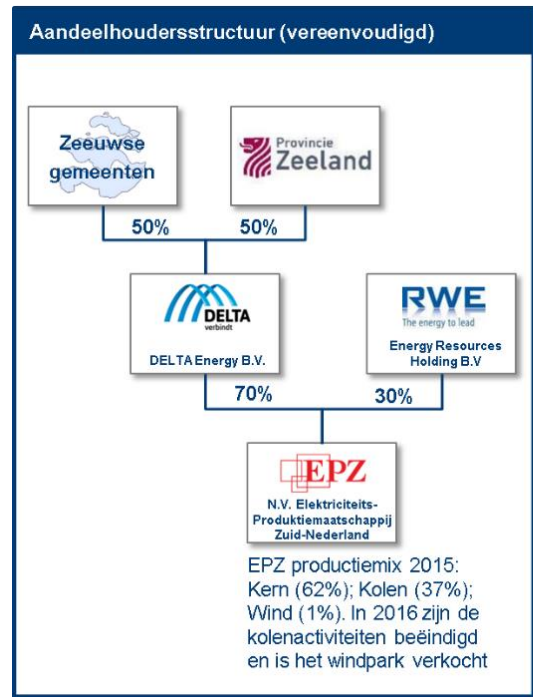 Aandeelhoudersstructuur (vereenvoudigd)
Zeeuwse
gemeenten
Provincie
Zeeland
50%
50%
DELTA
verbindt
DELTA Energy B.V.
RWE
The energy to lead
Energy Resources
Holding B.V
70%
30%
EPZ
N.V. Elektriciteits-
Produktiemaatschappij
Zuid-Nederland
EPZ productiemix 2015:
Kern (62%); Kolen (37%);
Wind (1%). In 2016 zijn de
kolenactiviteiten beëindigd
en is het windpark verkocht